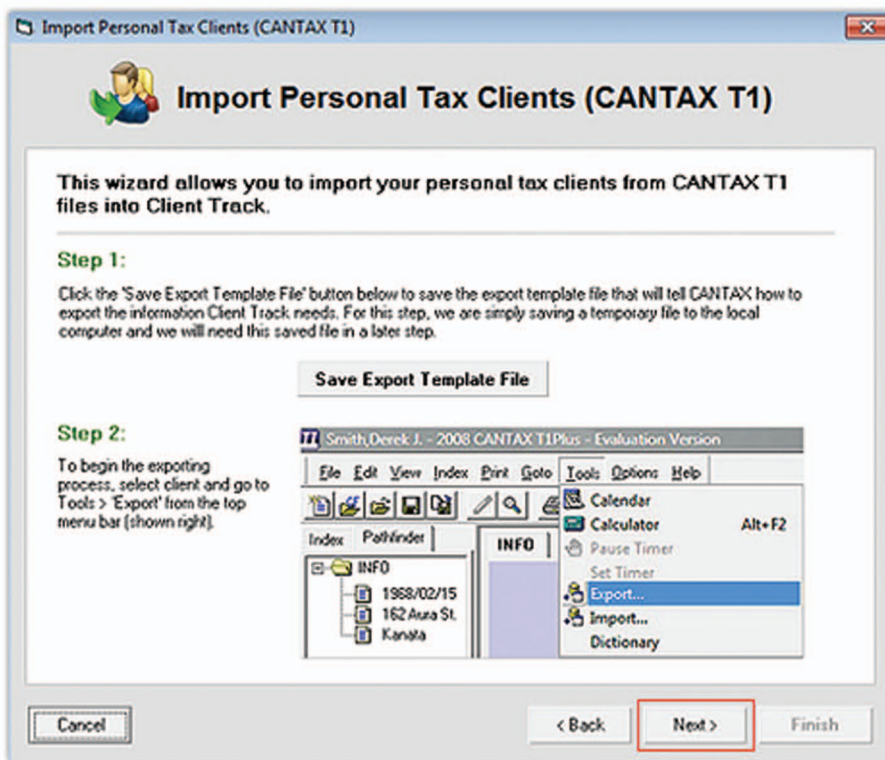 Import Personal Tax Clients (CANTAX T1)
Import Personal Tax Clients (CANTAX T1)
This wizard allows you to import your personal tax clients from CANTAX T1
files into Client Track.
Step 1:
Click the 'Save Export Template File' button below to save the export template file that will tell CANTAX how to
export the information Client Track needs. For this step, we are simply saving a temporary file to the local
computer and we will need this saved file in a later step.
Save Export Template File
Step 2:
To begin the exporting
process, select client and go to
Tools > 'Export' from the top
menu bar (shown right).
Smith,Derek J. - 2008 CANTAX T1Plus - Evaluation Version
File Edit View Index Print Goto Tools Options Help
Index Pathfinder
INFO
INFO
1968/02/15
162 Aura St.
Kanata
Calendar
Calculator Alt+F2
Pause Timer
Set Timer
Export...
Import...
Dictionary
Cancel
< Back
Next >
Finish